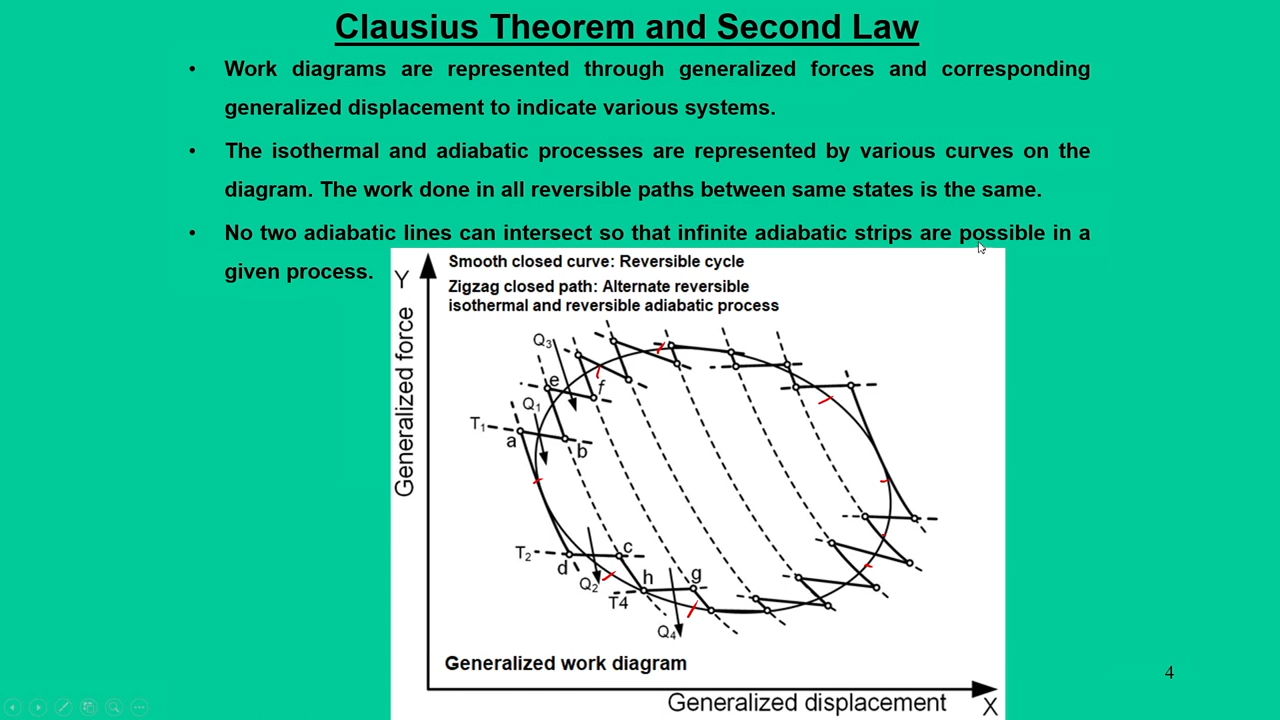 Clausius Theorem and Second Law
• Work diagrams are represented through generalized forces and corresponding
generalized displacement to indicate various systems.
• The isothermal and adiabatic processes are represented by various curves on the
diagram. The work done in all reversible paths between same states is the same.
• No two adiabatic lines can intersect so that infinite adiabatic strips are possible in a
given process.
Smooth closed curve: Reversible cycle
Y
Zigzag closed path: Alternate reversible
isothermal and reversible adiabatic process
Generalized force
Q3
e
f
Q1
T1
a
b
T2
c
d
Q2
h
g
T4
Q4
Generalized work diagram
4
Generalized displacement
X